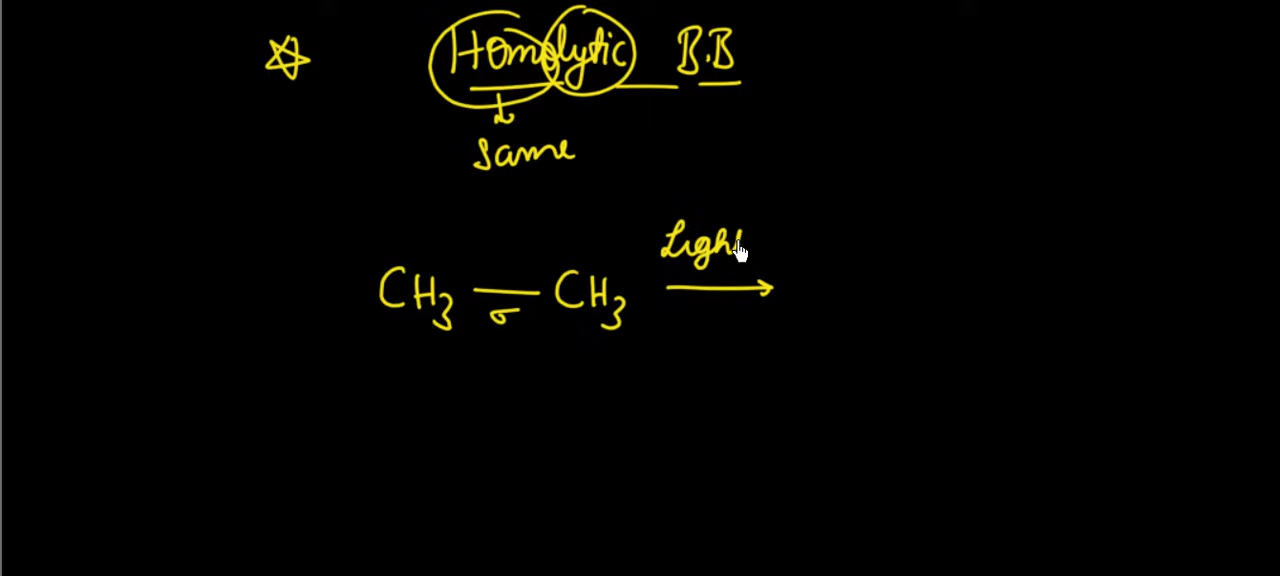 Homolytic B.B
Same
Light
CH3 — CH3
σ